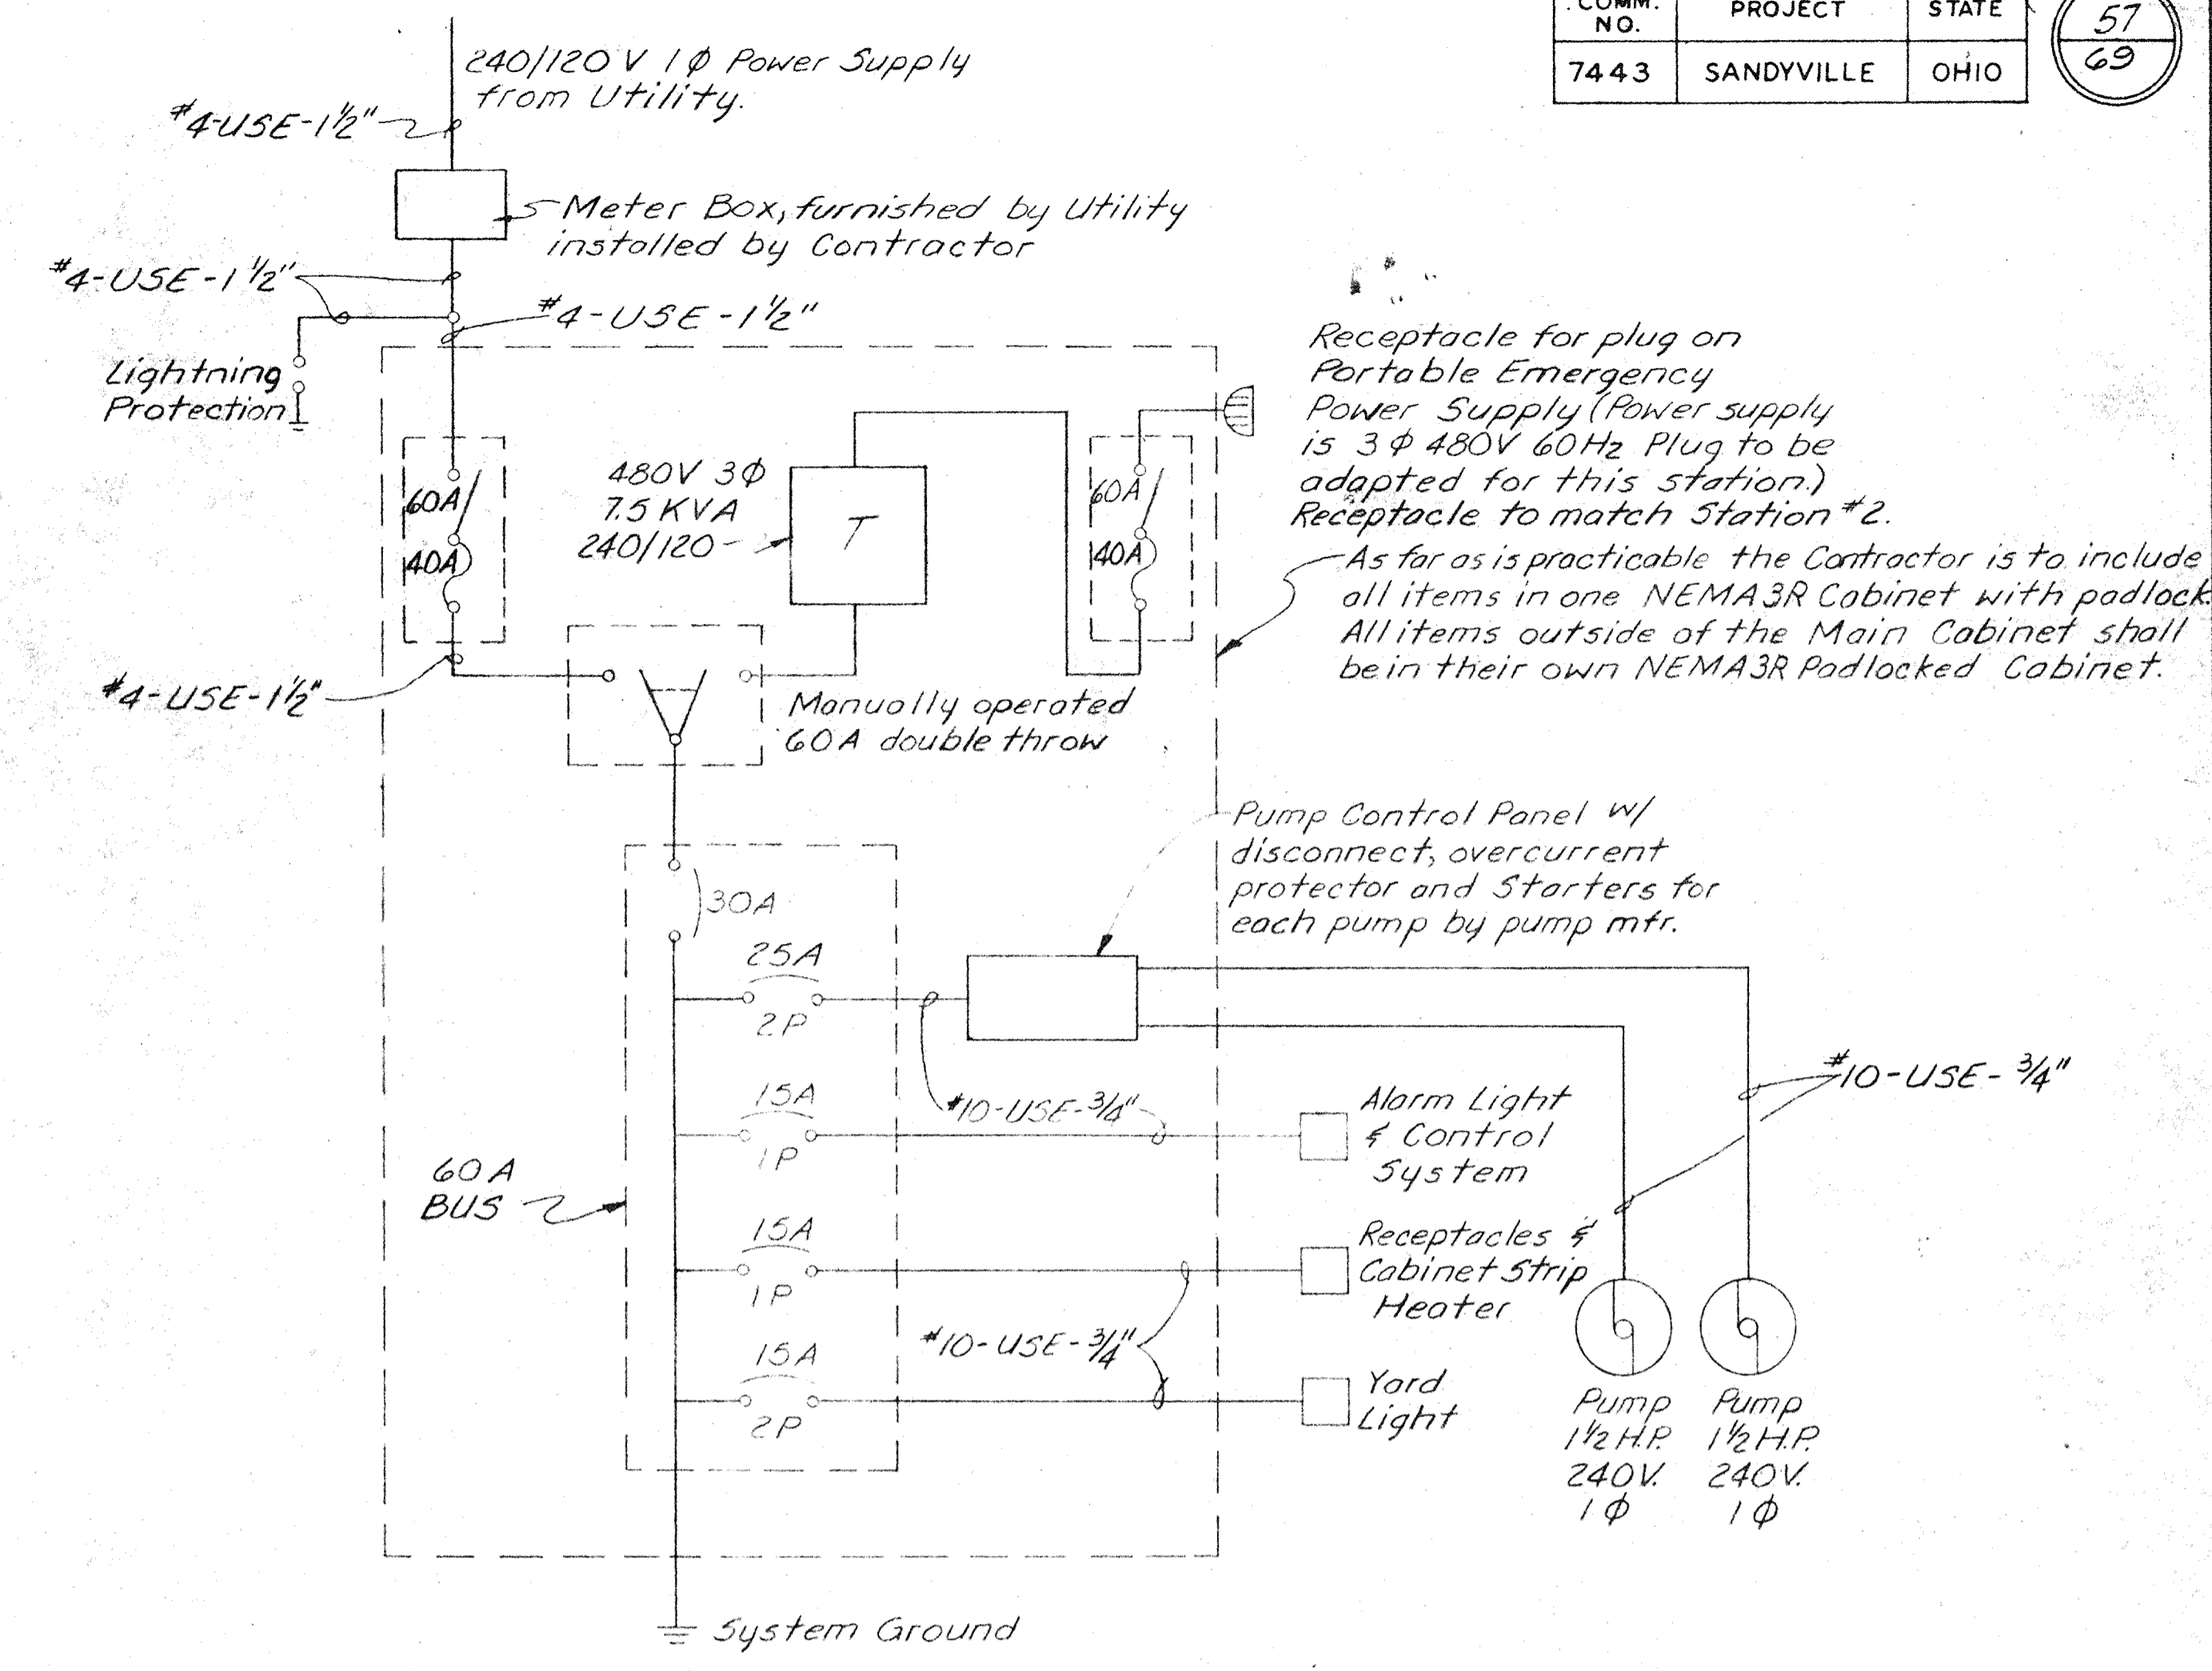 COMM. NO.
PROJECT
STATE
7443
SANDYVILLE
OHIO
57
69
240/120 V 1 Φ Power Supply
from Utility.
#4-USE-1½"
Meter Box, furnished by Utility
installed by Contractor
#4-USE-1½"
#4-USE-1½"
Lightning
Protection
Receptacle for plug on
Portable Emergency
Power Supply (Power supply
is 3 Φ 480V 60Hz Plug to be
adapted for this station.)
Receptacle to match Station #2.
60A
40A
480V 3Φ
7.5 KVA
240/120
T
60A
40A
As far as is practicable the Contractor is to include
all items in one NEMA3R Cabinet with padlock.
All items outside of the Main Cabinet shall
be in their own NEMA3R Padlocked Cabinet.
#4-USE-1½"
Manually operated
60A double throw
Pump Control Panel w/
disconnect, overcurrent
protector and Starters for
each pump by pump mfr.
30A
25A
2P
#10-USE-¾"
#10-USE-¾"
15A
1P
Alarm Light
& Control
System
60A
BUS
15A
1P
Receptacles &
Cabinet Strip
Heater
#10-USE-¾"
15A
2P
Yard
Light
Pump
1½ H.P.
240V.
1 Φ
Pump
1½ H.P.
240V.
1 Φ
System Ground